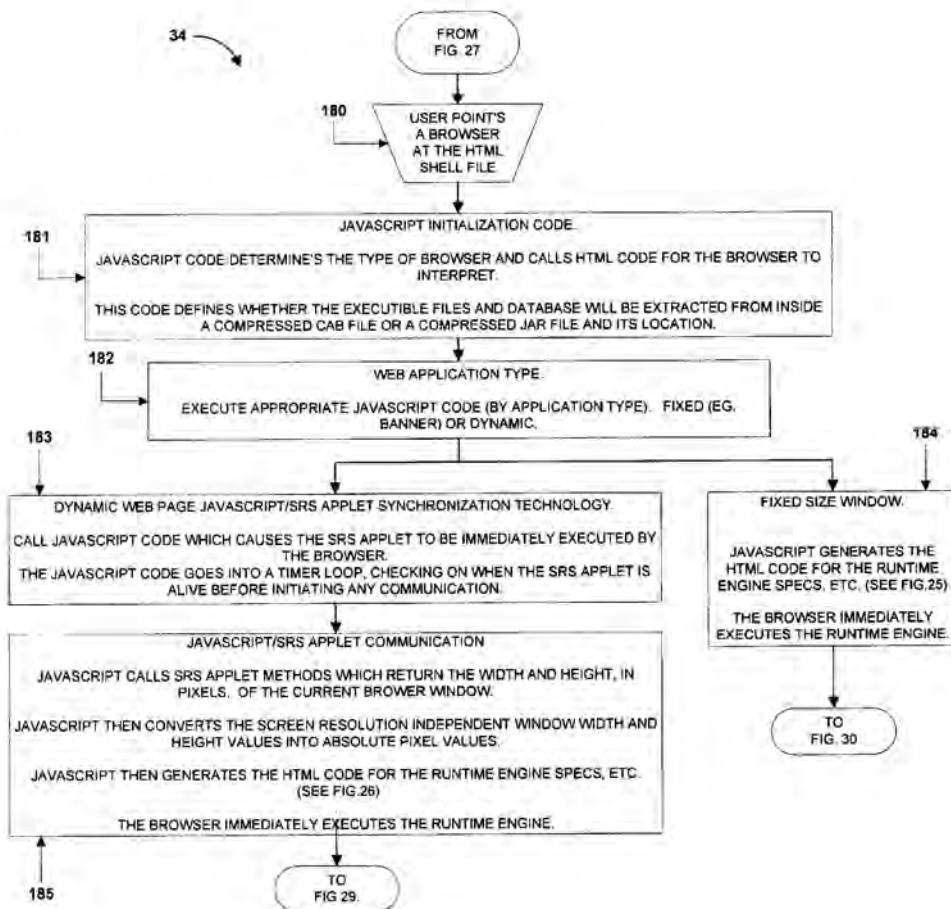 34
FROM
FIG. 27
180
USER POINT'S
A BROWSER
AT THE HTML
SHELL FILE
181
JAVASCRIPT INITIALIZATION CODE.
JAVASCRIPT CODE DETERMINE'S THE TYPE OF BROWSER AND CALLS HTML CODE FOR THE BROWSER TO
INTERPRET.
THIS CODE DEFINES WHETHER THE EXECUTIBLE FILES AND DATABASE WILL BE EXTRACTED FROM INSIDE
A COMPRESSED CAB FILE OR A COMPRESSED JAR FILE AND ITS LOCATION.
182
WEB APPLICATION TYPE.
EXECUTE APPROPRIATE JAVASCRIPT CODE (BY APPLICATION TYPE). FIXED (EG.
BANNER) OR DYNAMIC.
183
DYNAMIC WEB PAGE JAVASCRIPT/SRS APPLET SYNCHRONIZATION TECHNOLOGY.
CALL JAVASCRIPT CODE WHICH CAUSES THE SRS APPLET TO BE IMMEDIATELY EXECUTED BY
THE BROWSER.
THE JAVASCRIPT CODE GOES INTO A TIMER LOOP, CHECKING ON WHEN THE SRS APPLET IS
ALIVE BEFORE INITIATING ANY COMMUNICATION.
184
FIXED SIZE WINDOW.
JAVASCRIPT GENERATES THE
HTML CODE FOR THE RUNTIME
ENGINE SPECS, ETC. (SEE FIG.25)
THE BROWSER IMMEDIATELY
EXECUTES THE RUNTIME ENGINE.
TO
FIG. 30
JAVASCRIPT/SRS APPLET COMMUNICATION
JAVASCRIPT CALLS SRS APPLET METHODS WHICH RETURN THE WIDTH AND HEIGHT, IN
PIXELS, OF THE CURRENT BROWER WINDOW.
JAVASCRIPT THEN CONVERTS THE SCREEN RESOLUTION INDEPENDENT WINDOW WIDTH AND
HEIGHT VALUES INTO ABSOLUTE PIXEL VALUES.
JAVASCRIPT THEN GENERATES THE HTML CODE FOR THE RUNTIME ENGINE SPECS, ETC.
(SEE FIG.26)
THE BROWSER IMMEDIATELY EXECUTES THE RUNTIME ENGINE.
185
TO
FIG 29.